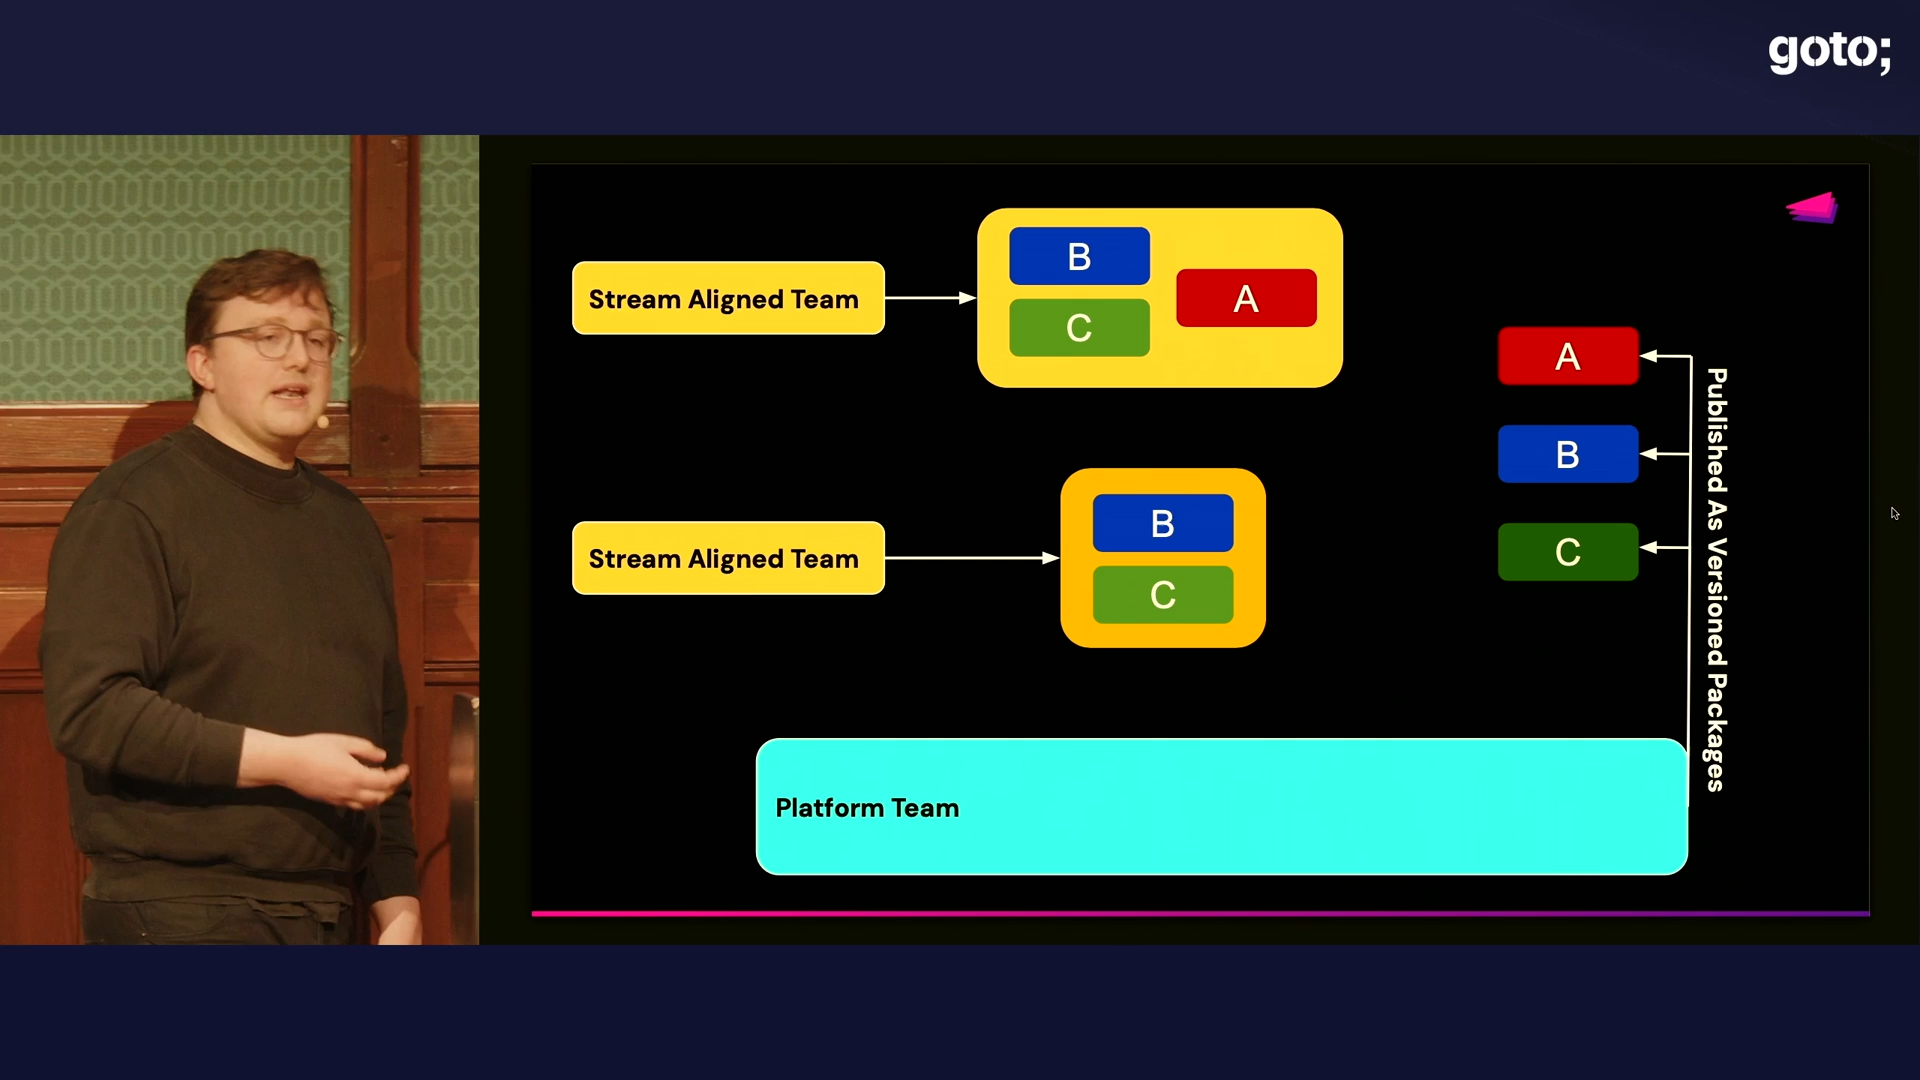 goto;
Stream Aligned Team
B
C
A
A
B
C
Published As Versioned Packages
Stream Aligned Team
B
C
Platform Team